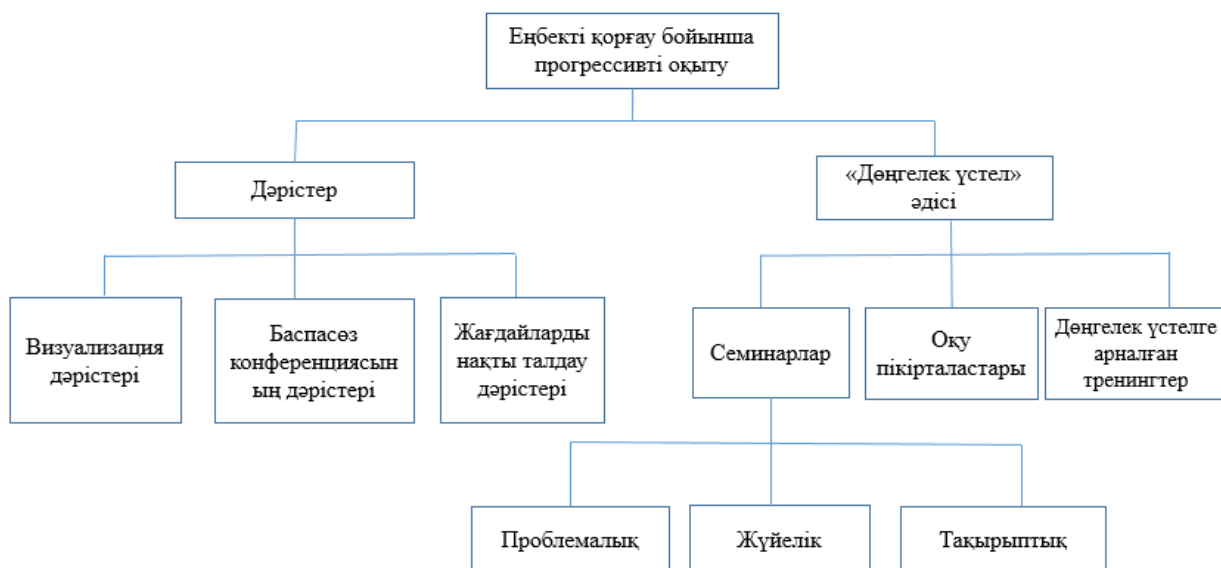 Еңбекті қорғау бойынша
прогрессивті оқыту
Дәрістер
«Дөңгелек үстел»
әдісі
Визуализация
дәрістері
Баспасөз
конференциясын
ың дәрістері
Жағдайларды
нақты талдау
дәрістері
Семинарлар
Оқу
пікірталастары
Дөңгелек үстелге
арналған
тренингтер
Проблемалық
Жүйелік
Тақырыптық